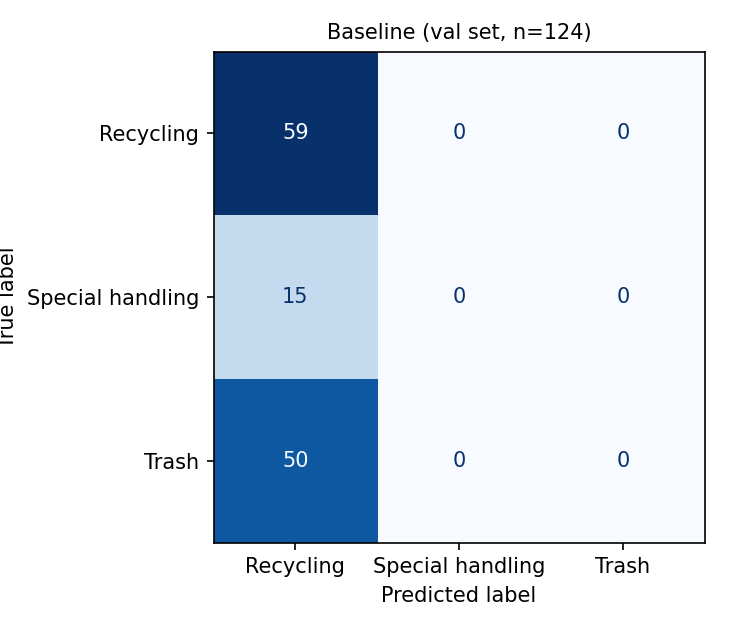 Baseline (val set, n=124)
Recycling
59
0
0
Special handling
15
0
0
Trash
50
0
0
True label
Recycling
Special handling
Trash
Predicted label